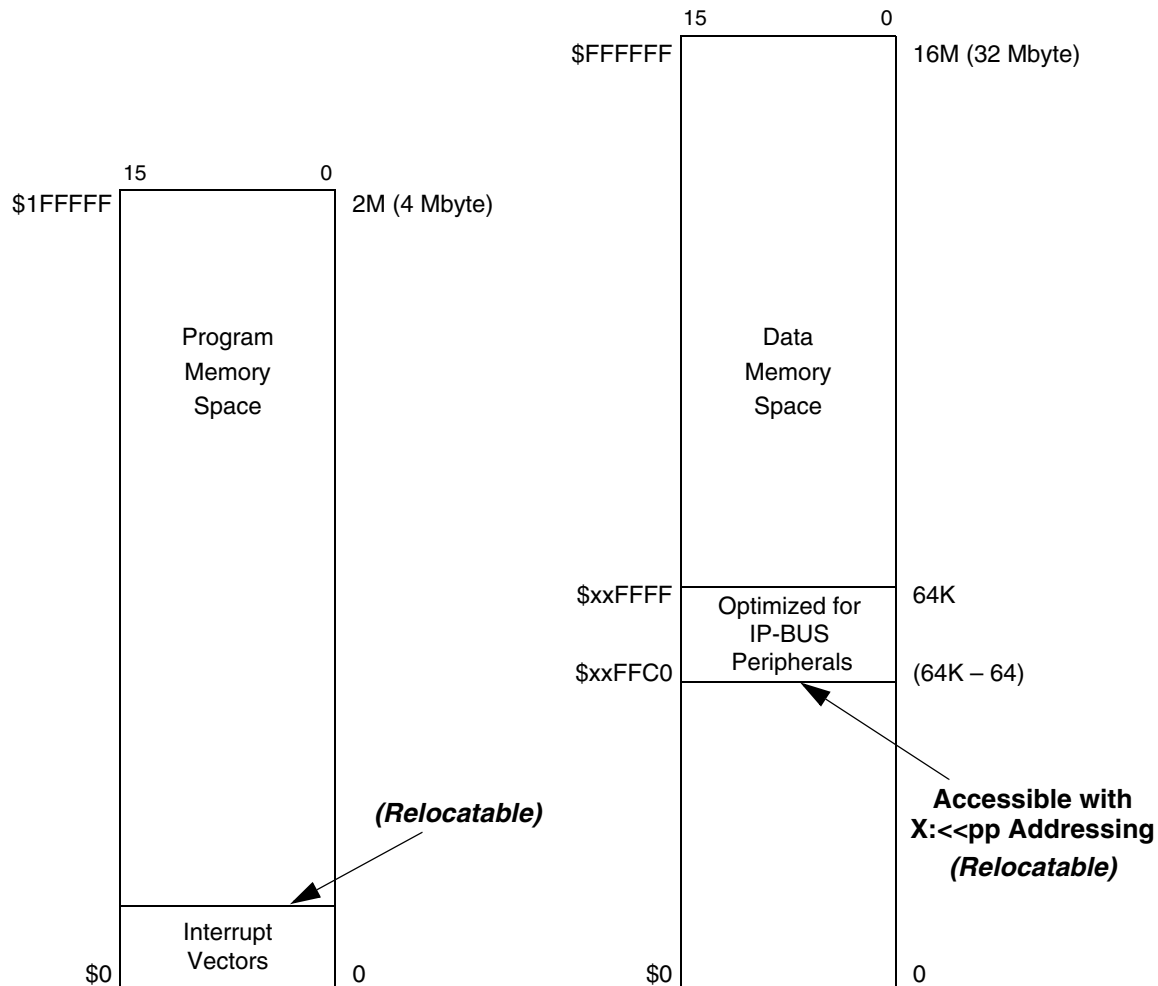 15 0
$1FFFFF
2M (4 Mbyte)
Program
Memory
Space
(Relocatable)
Interrupt
Vectors
$0
0
15 0
$FFFFFF
16M (32 Mbyte)
Data
Memory
Space
$xxFFFF
64K
Optimized for
IP-BUS
Peripherals
$xxFFC0
(64K – 64)
Accessible with
X:<<pp Addressing
(Relocatable)
$0
0